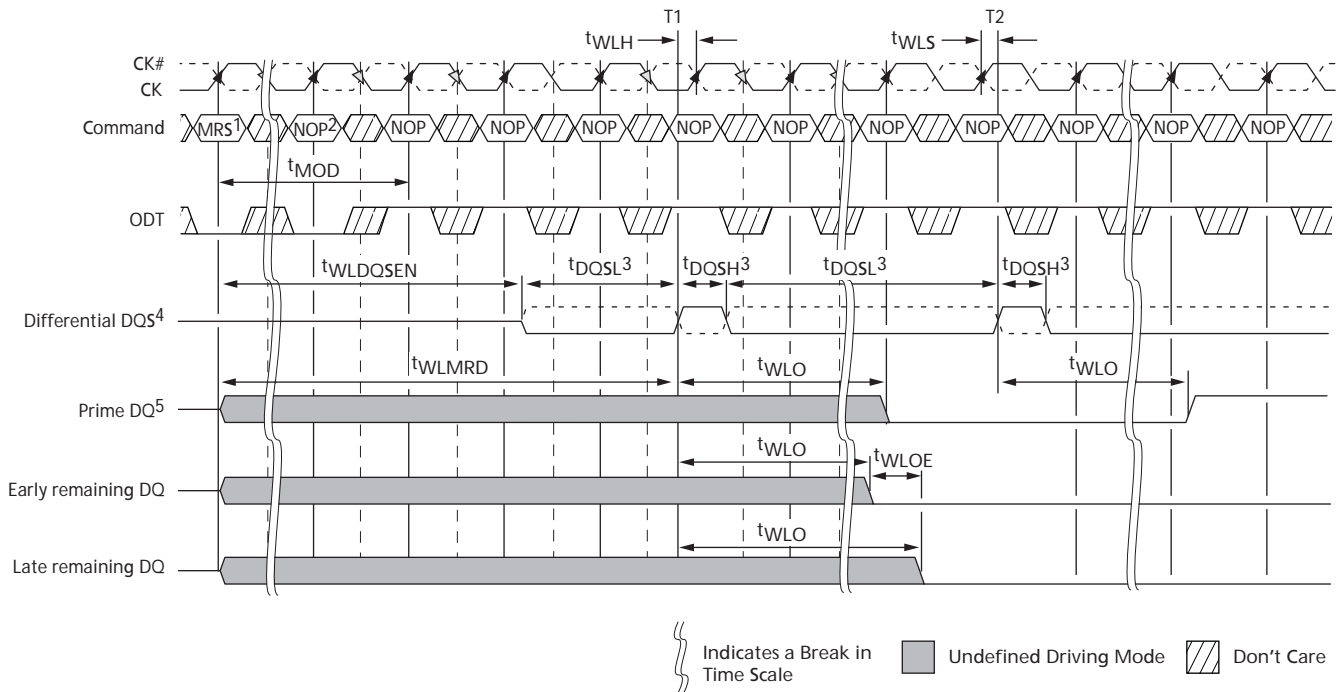 T1 T2
tWLH tWLS
CK#
CK
Command MRS1 NOP2 NOP NOP NOP NOP NOP NOP NOP NOP NOP NOP
tMOD
ODT
tWLDQSEN tDQSL3 tDQSH3 tDQSL3 tDQSH3
Differential DQS4
tWLMRD tWLO tWLO
Prime DQ5
tWLO tWLOE
Early remaining DQ
tWLO
Late remaining DQ
Indicates a Break in
Time Scale
Undefined Driving Mode
Don't Care